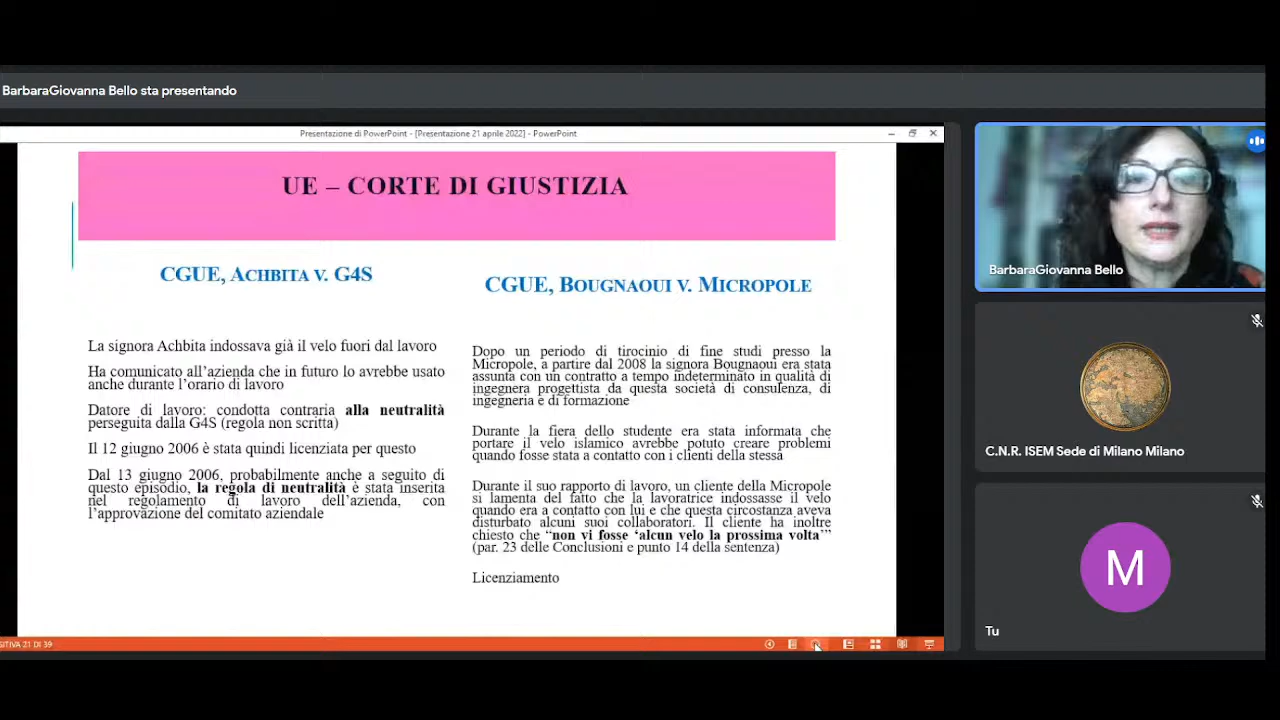 BarbaraGiovanna Bello sta presentando
Presentazione di PowerPoint - [Presentazione 21 aprile 2022] - PowerPoint
UE – CORTE DI GIUSTIZIA
CGUE, ACHBITA V. G4S
La signora Achbita indossava già il velo fuori dal lavoro
Ha comunicato all’azienda che in futuro lo avrebbe usato
anche durante l’orario di lavoro
Datore di lavoro: condotta contraria alla neutralità
perseguita dalla G4S (regola non scritta)
Il 12 giugno 2006 è stata quindi licenziata per questo
Dal 13 giugno 2006, probabilmente anche a seguito di
questo episodio, la regola di neutralità è stata inserita
nel regolamento di lavoro dell’azienda, con
l’approvazione del comitato aziendale
CGUE, BOUGNAOUI V. MICROPOLE
Dopo un periodo di tirocinio di fine studi presso la
Micropole, a partire dal 2008 la signora Bougnaoui era stata
assunta con un contratto a tempo indeterminato in qualità di
ingegnera progettista da questa società di consulenza, di
ingegneria e di formazione
Durante la fiera dello studente era stata informata che
portare il velo islamico avrebbe potuto creare problemi
quando fosse stata a contatto con i clienti della stessa
Durante il suo rapporto di lavoro, un cliente della Micropole
si lamenta del fatto che la lavoratrice indossasse il velo
quando era a contatto con lui e che questa circostanza aveva
disturbato alcuni suoi collaboratori. Il cliente ha inoltre
chiesto che “non vi fosse ‘alcun velo la prossima volta’”
(par. 23 delle Conclusioni e punto 14 della sentenza)
Licenziamento
SITIVA 21 DI 39
BarbaraGiovanna Bello
C.N.R. ISEM Sede di Milano Milano
M
Tu